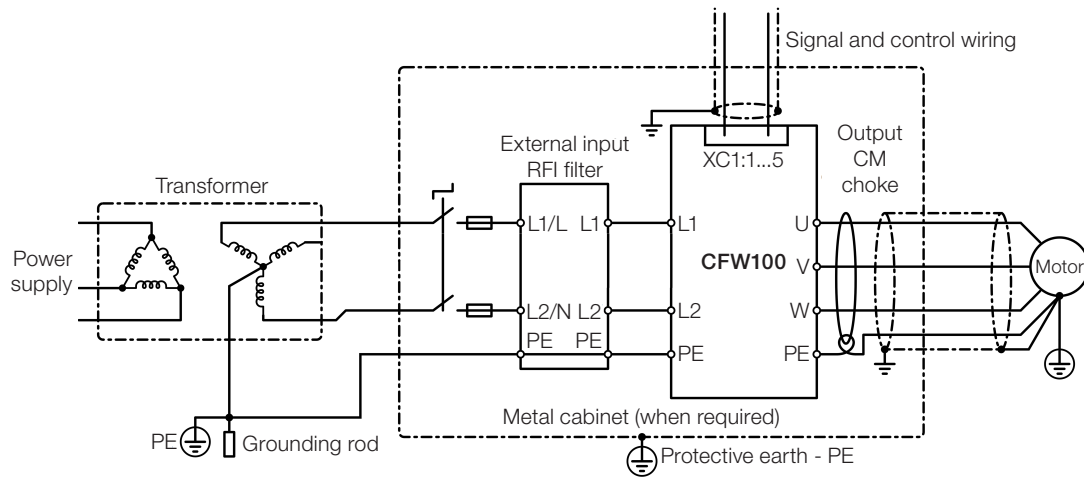 Signal and control wiring
External input
RFI filter
XC1:1...5
Output
CM
choke
Transformer
Power
supply
L1/L L1
L1
U
CFW100
V
Motor
L2/N L2
L2
W
PE PE
PE
PE
Metal cabinet (when required)
PE
Grounding rod
Protective earth - PE